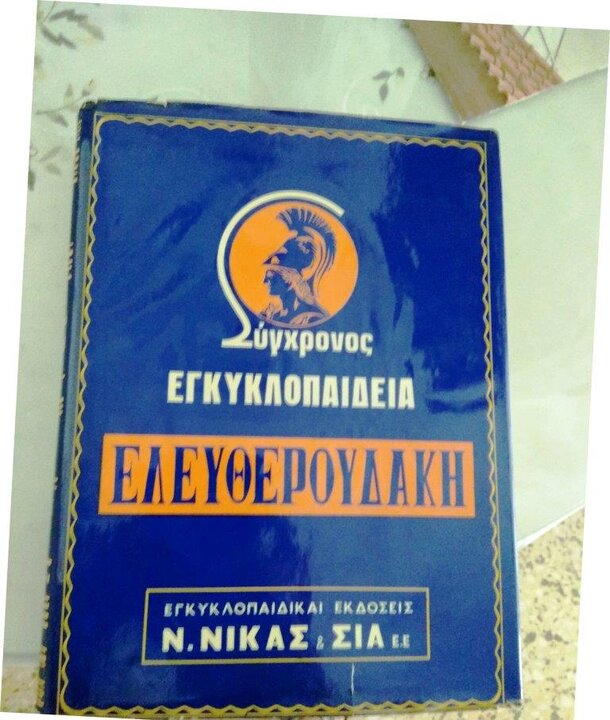 Σύγχρονος
ΕΓΚΥΚΛΟΠΑΙΔΕΙΑ
ΕΛΕΥΘΕΡΟΥΔΑΚΗ
ΕΓΚΥΚΛΟΠΑΙΔΙΚΑΙ ΕΚΔΟΣΕΙΣ
Ν. ΝΙΚΑΣ & ΣΙΑ Ε.Ε